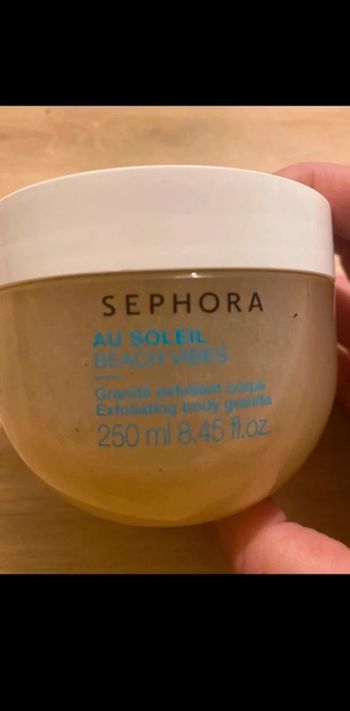 SEPHORA
AU SOLEIL
BEACH VIBES
Granité exfoliant corps
Exfoliating body granita
250 ml 8.45 fl.oz.